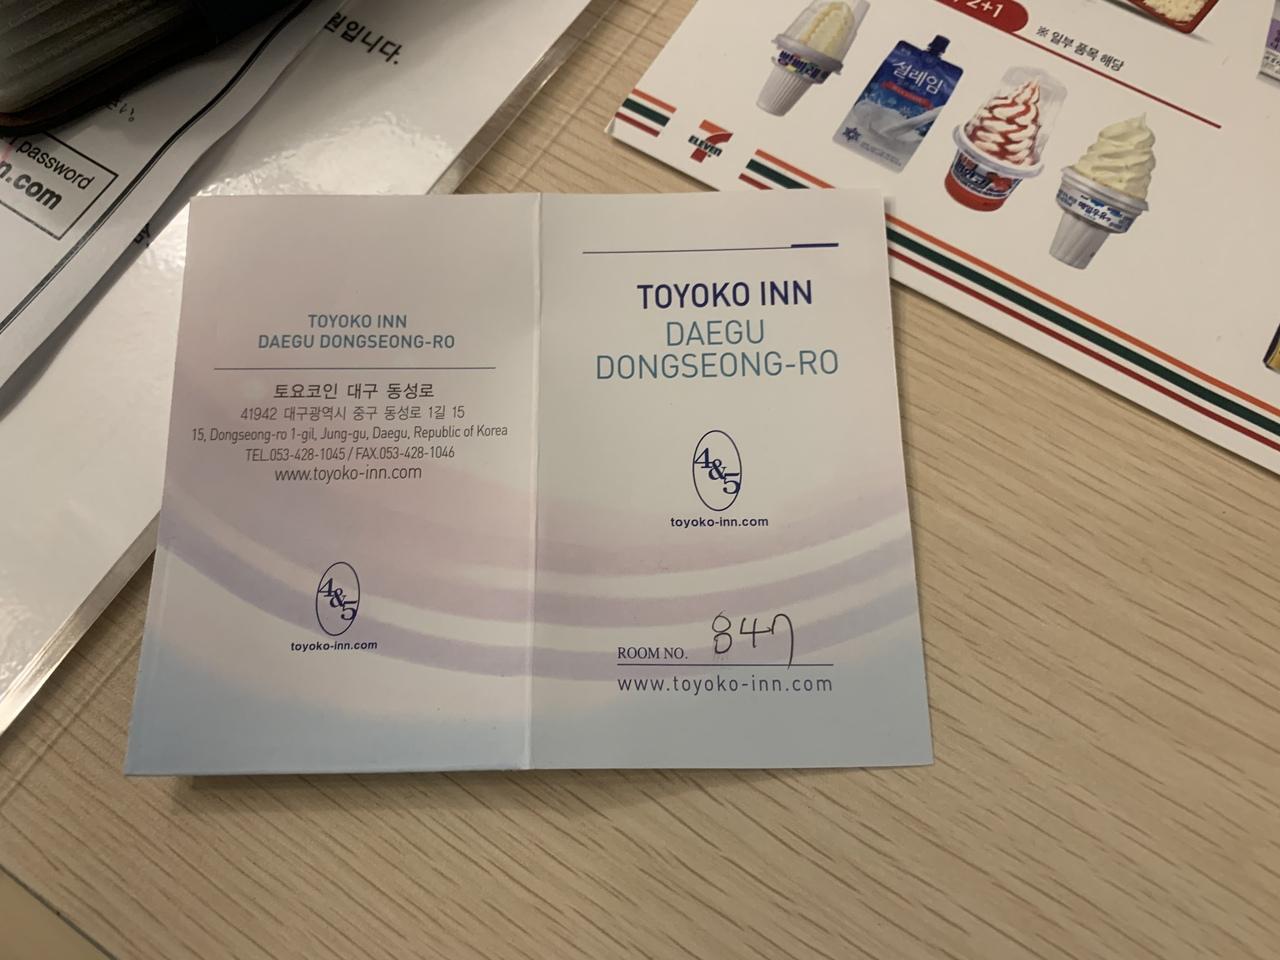 원입니다.
password
n.com
2+1
※ 일부 품목 해당
설레임
7
ELEVEN
TOYOKO INN
DAEGU DONGSEONG-RO
토요코인 대구 동성로
41942 대구광역시 중구 동성로 1길 15
15, Dongseong-ro 1-gil, Jung-gu, Daegu, Republic of Korea
TEL.053-428-1045 / FAX.053-428-1046
www.toyoko-inn.com
4&5
toyoko-inn.com
TOYOKO INN
DAEGU
DONGSEONG-RO
4&5
toyoko-inn.com
ROOM NO. 847
www.toyoko-inn.com